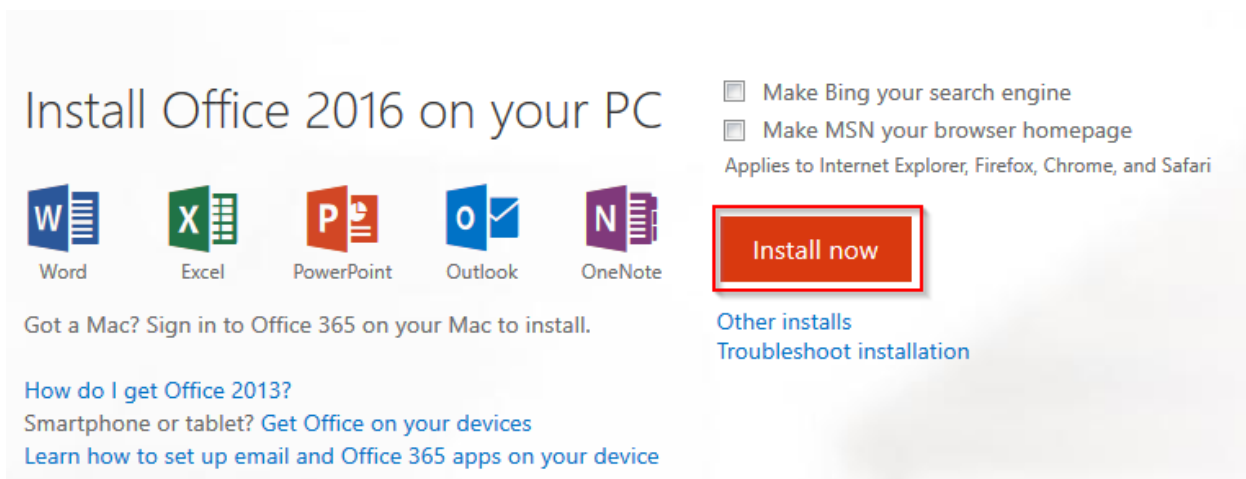 Install Office 2016 on your PC
W
X
P
O
N
Word
Excel
PowerPoint
Outlook
OneNote
Got a Mac? Sign in to Office 365 on your Mac to install.
How do I get Office 2013?
Smartphone or tablet? Get Office on your devices
Learn how to set up email and Office 365 apps on your device
Make Bing your search engine
Make MSN your browser homepage
Applies to Internet Explorer, Firefox, Chrome, and Safari
Install now
Other installs
Troubleshoot installation